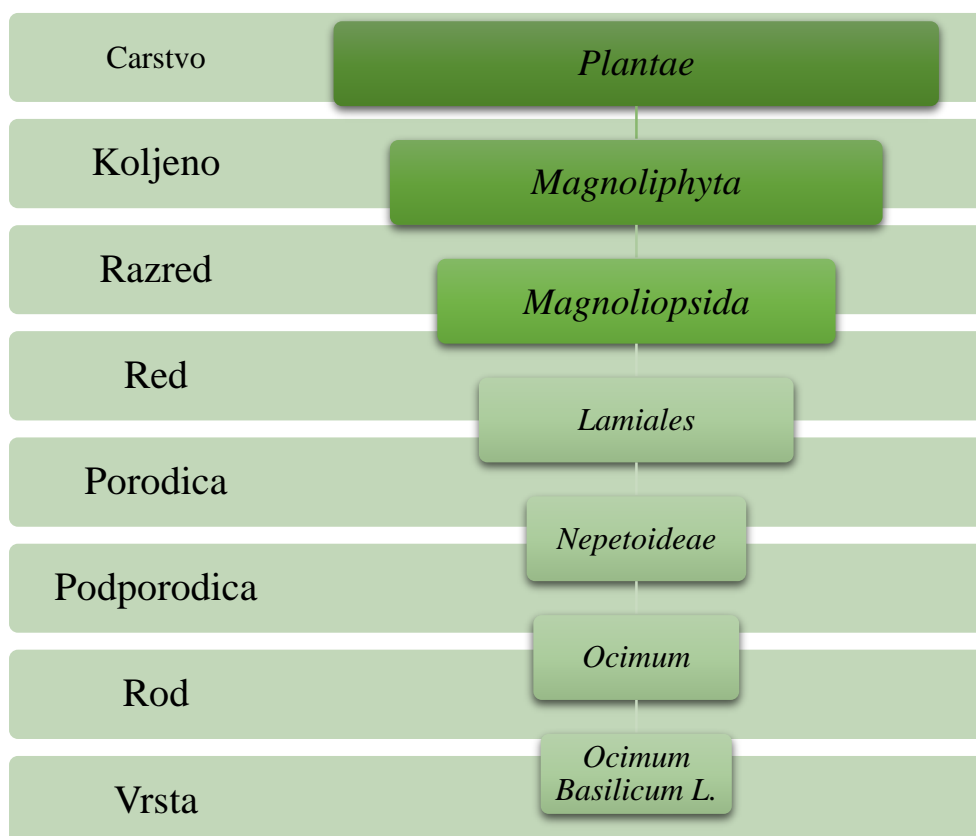 Carstvo
Plantae
Koljeno
Magnoliphyta
Razred
Magnoliopsida
Red
Lamiales
Porodica
Nepetoideae
Podporodica
Ocimum
Rod
Ocimum
Basilicum L.
Vrsta